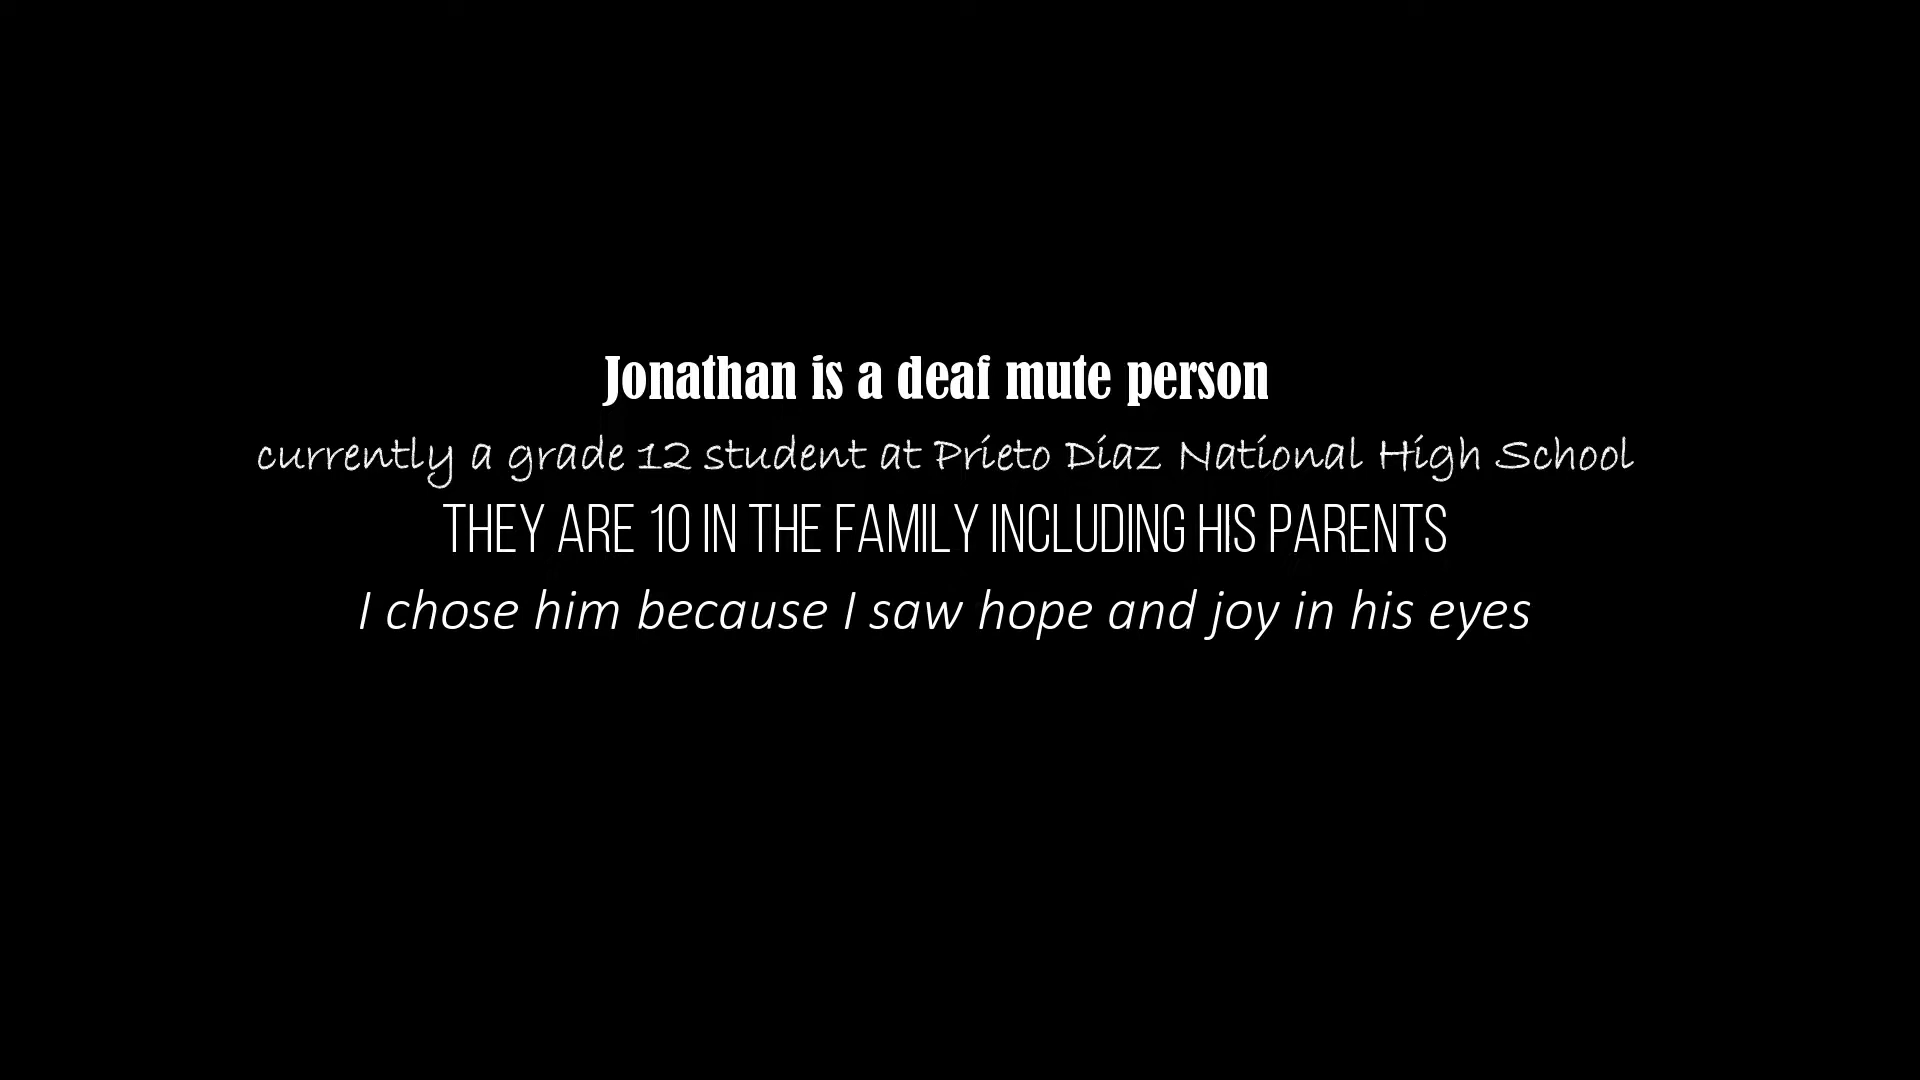 Jonathan is a deaf mute person
currently a grade 12 student at Prieto Diaz National High School
THEY ARE 10 IN THE FAMILY INCLUDING HIS PARENTS
I chose him because I saw hope and joy in his eyes